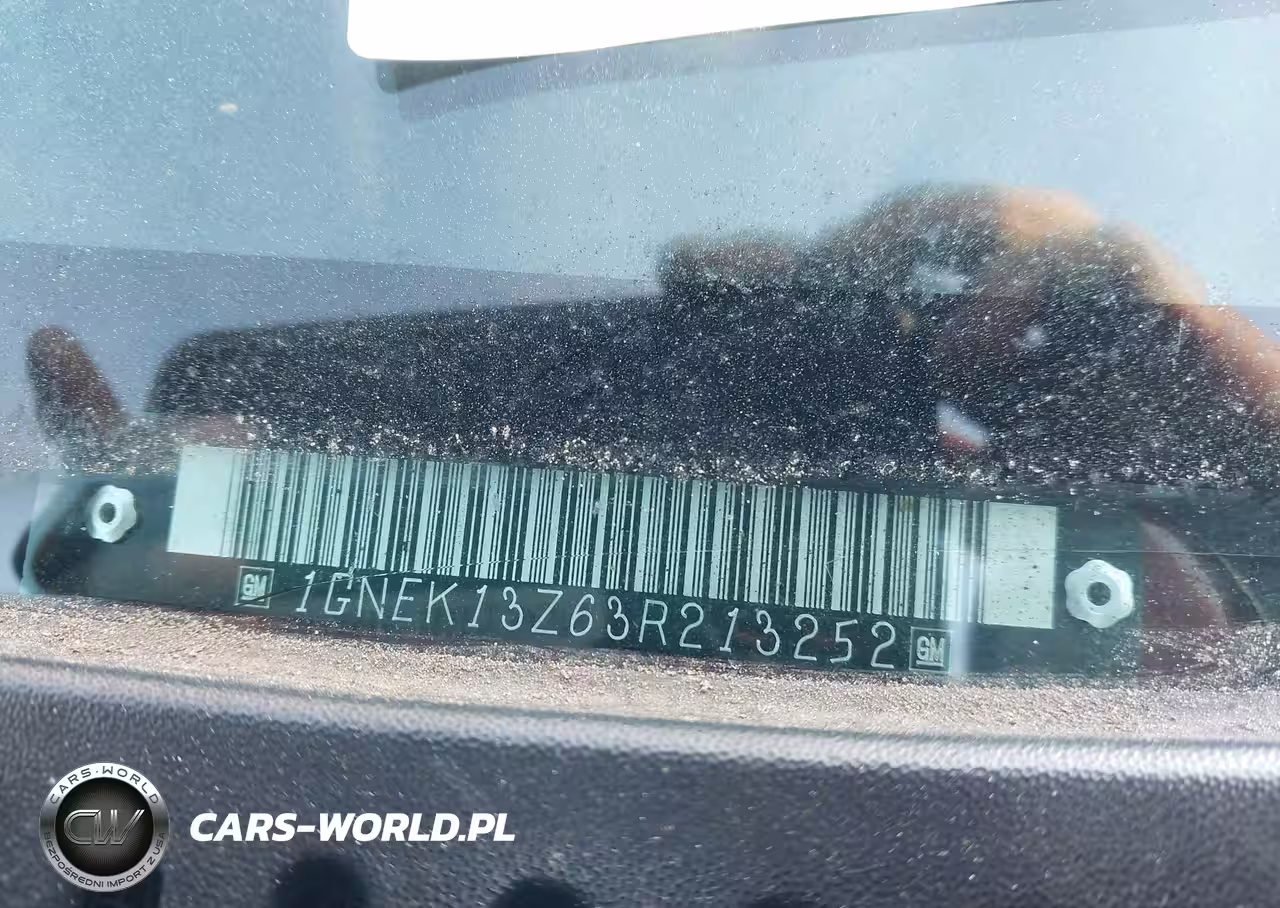 GM 1GNEK13Z63R213252 GM
CARS-WORLD
CW
BEZPOŚREDNI IMPORT Z USA
CARS-WORLD.PL